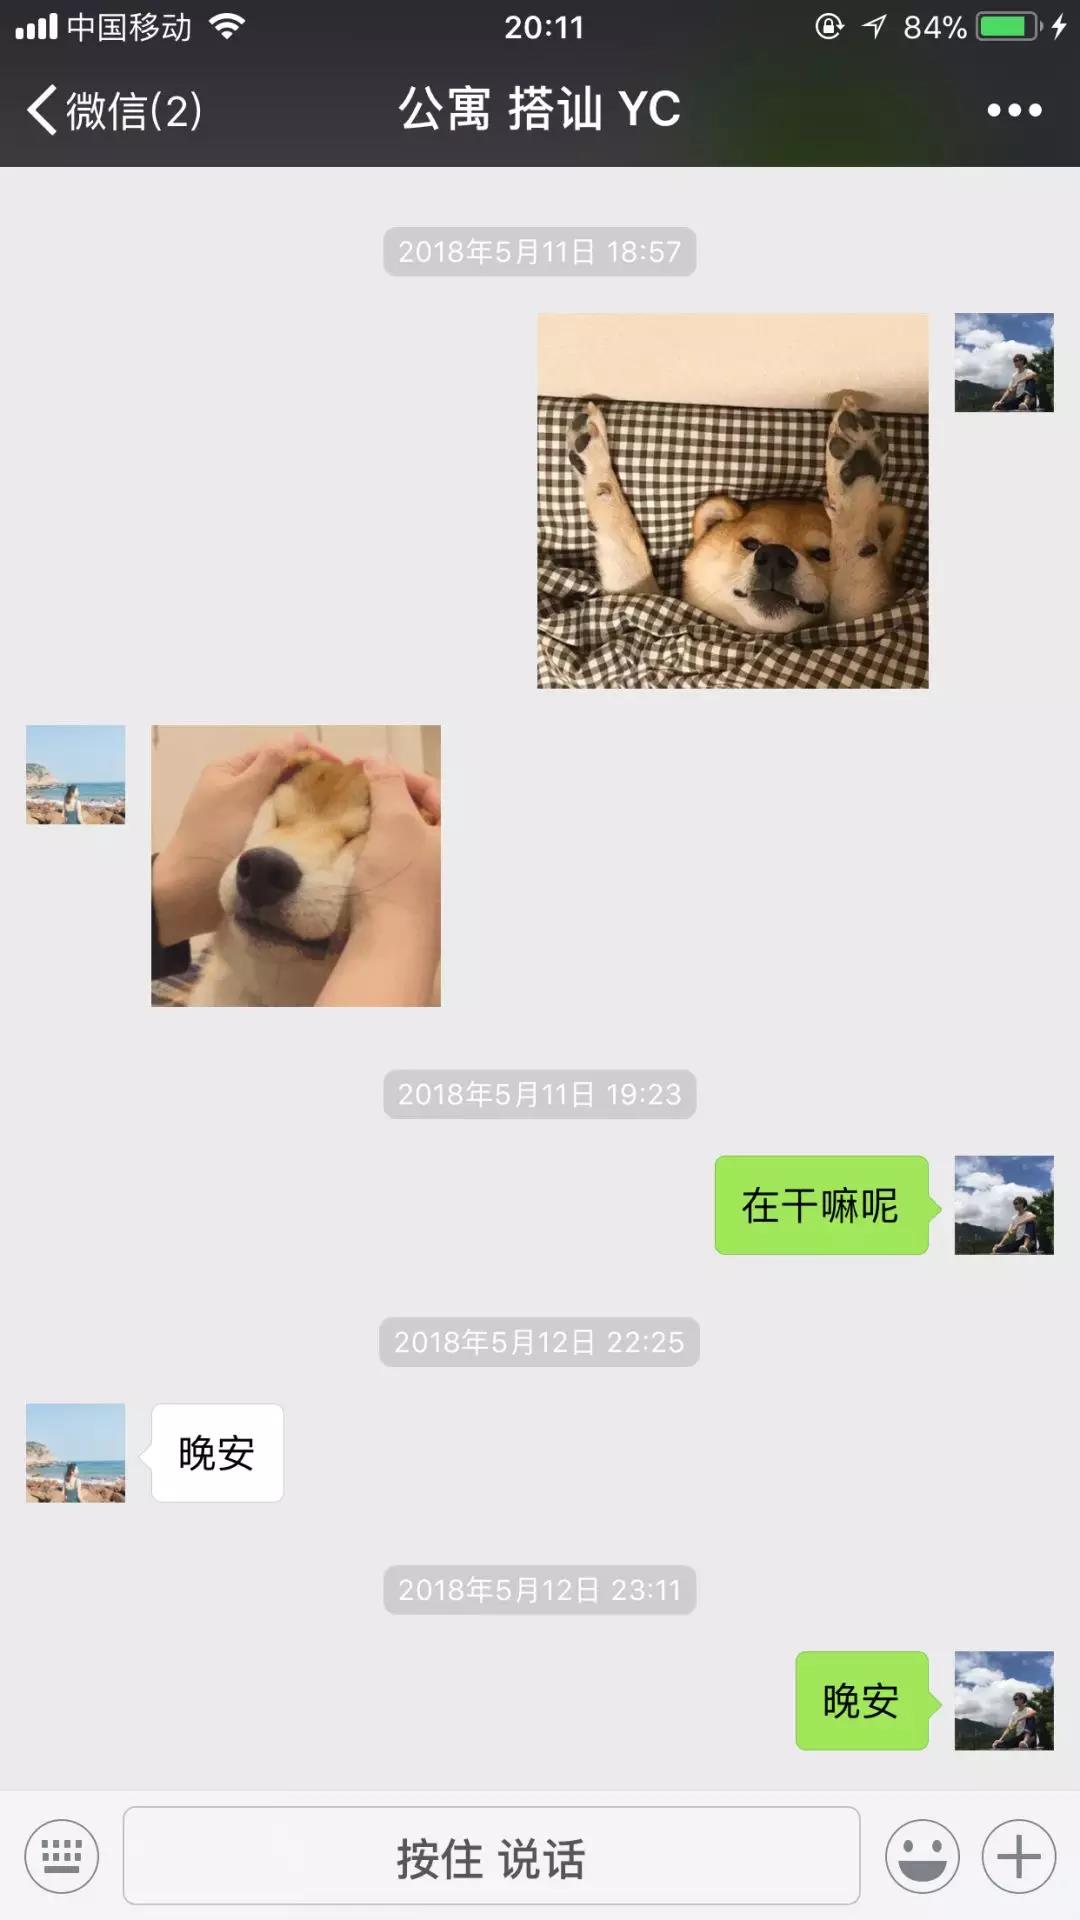 中国移动 20:11 84%
微信(2) 公寓 搭讪 YC
2018年5月11日 18:57
2018年5月11日 19:23
在干嘛呢
2018年5月12日 22:25
晚安
2018年5月12日 23:11
晚安
按住 说话